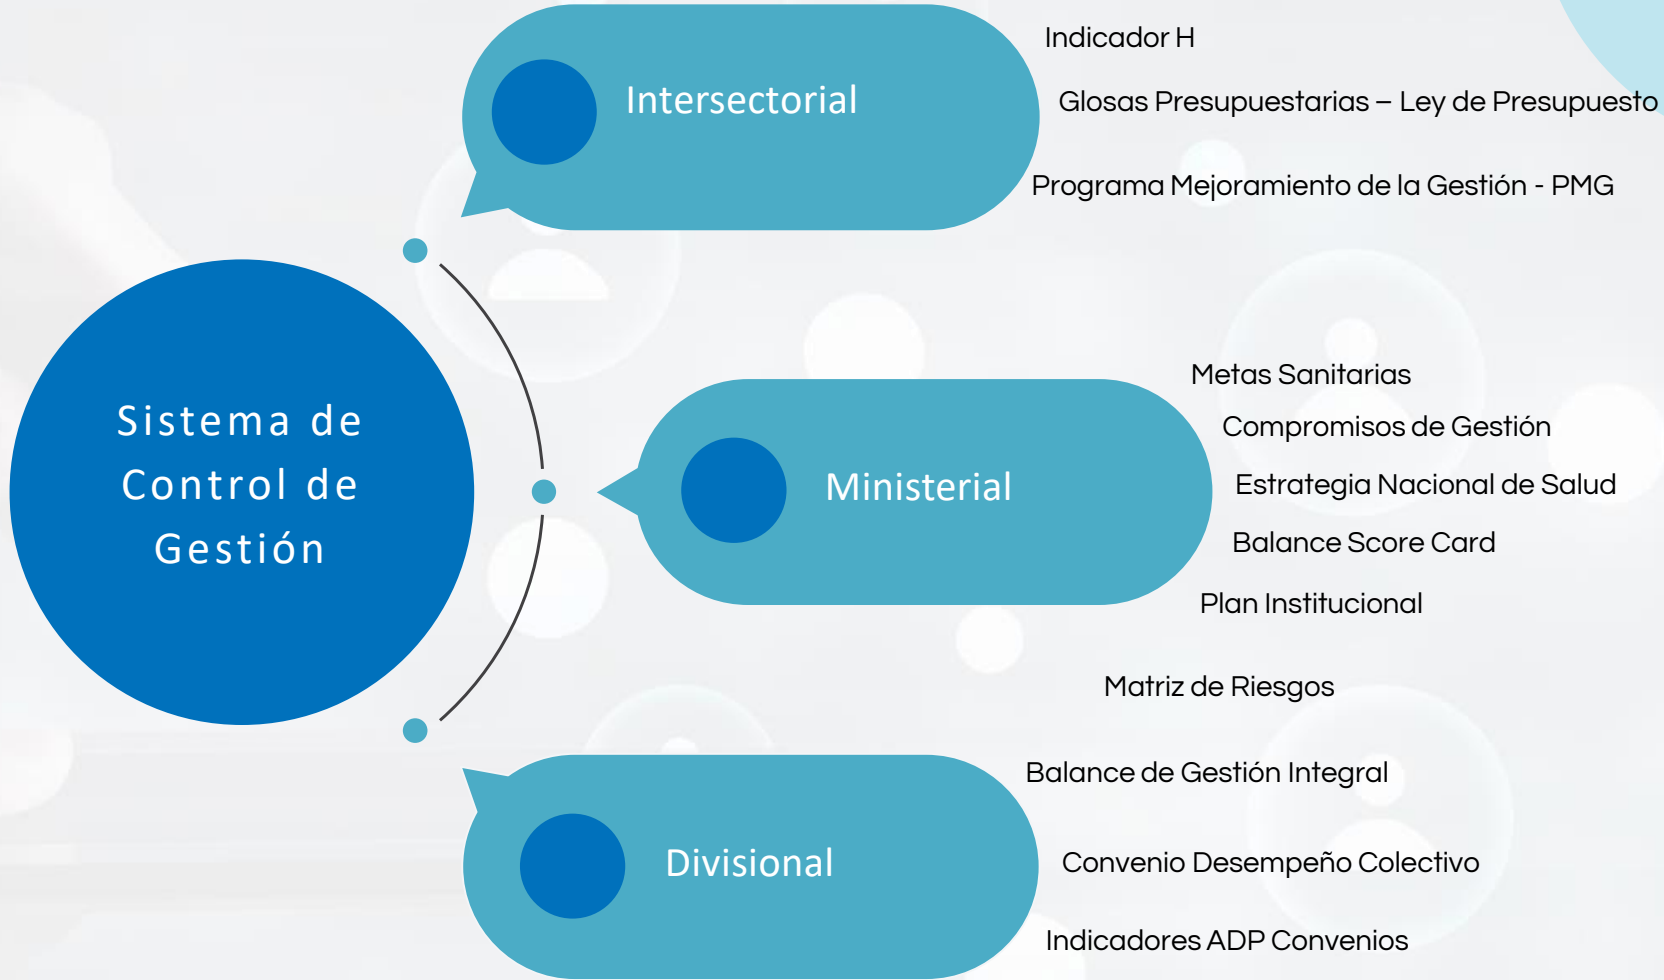 Sistema de
Control de
Gestión
Intersectorial
Indicador H
Glosas Presupuestarias – Ley de Presupuesto
Programa Mejoramiento de la Gestión - PMG
Ministerial
Metas Sanitarias
Compromisos de Gestión
Estrategia Nacional de Salud
Balance Score Card
Plan Institucional
Divisional
Matriz de Riesgos
Balance de Gestión Integral
Convenio Desempeño Colectivo
Indicadores ADP Convenios